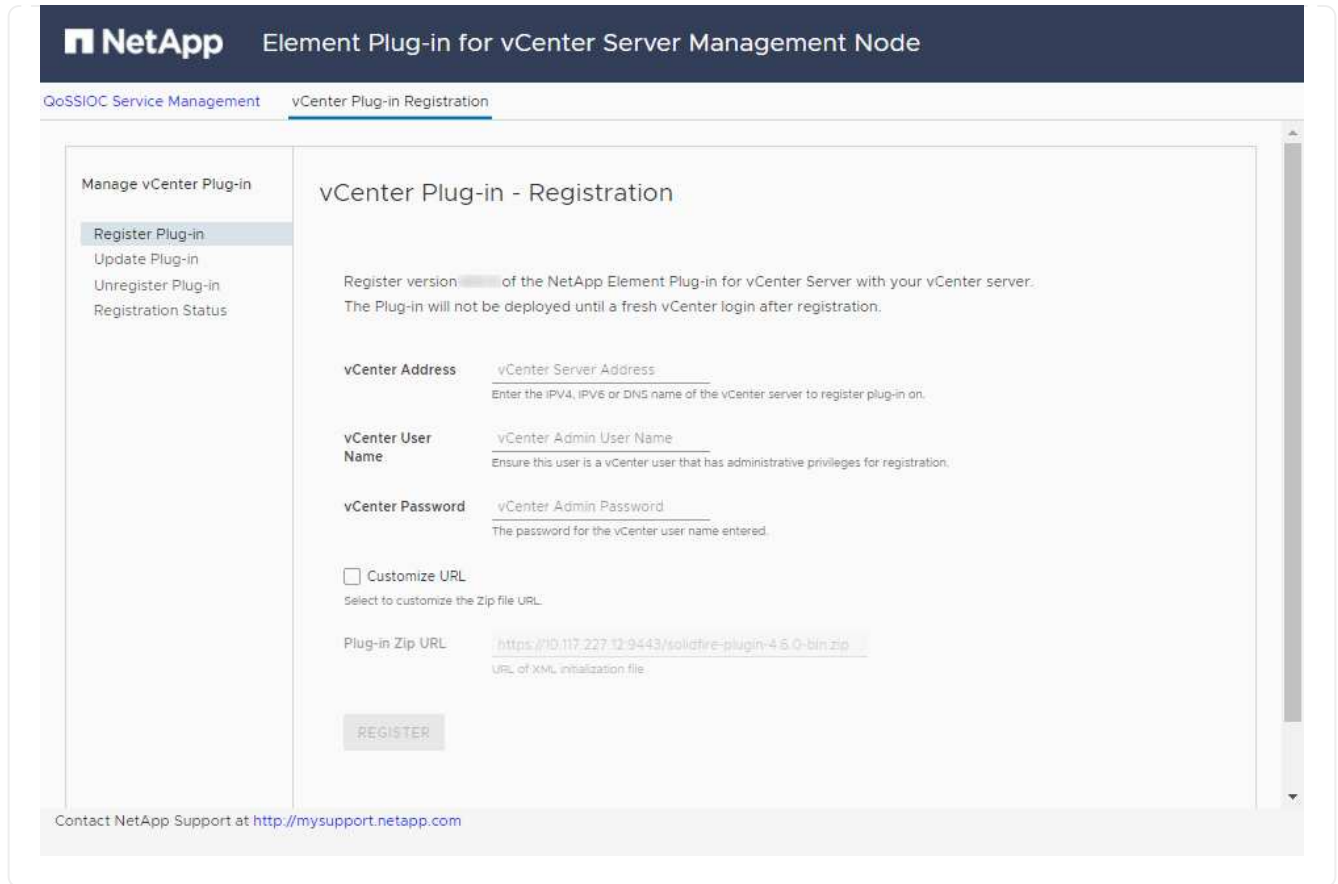 NetApp Element Plug-in for vCenter Server Management Node
QoSSIOC Service Management vCenter Plug-in Registration
Manage vCenter Plug-in
Register Plug-in
Update Plug-in
Unregister Plug-in
Registration Status
vCenter Plug-in - Registration
Register version of the NetApp Element Plug-in for vCenter Server with your vCenter server.
The Plug-in will not be deployed until a fresh vCenter login after registration.
vCenter Address vCenter Server Address
Enter the IPV4, IPV6 or DNS name of the vCenter server to register plug-in on.
vCenter User
Name
vCenter Admin User Name
Ensure this user is a vCenter user that has administrative privileges for registration.
vCenter Password vCenter Admin Password
The password for the vCenter user name entered.
Customize URL
Select to customize the Zip file URL.
Plug-in Zip URL https://10.117.227.12:9443/solidfire-plugin-4.6.0-bin.zip
URL of XML initialization file
REGISTER
Contact NetApp Support at http://mysupport.netapp.com